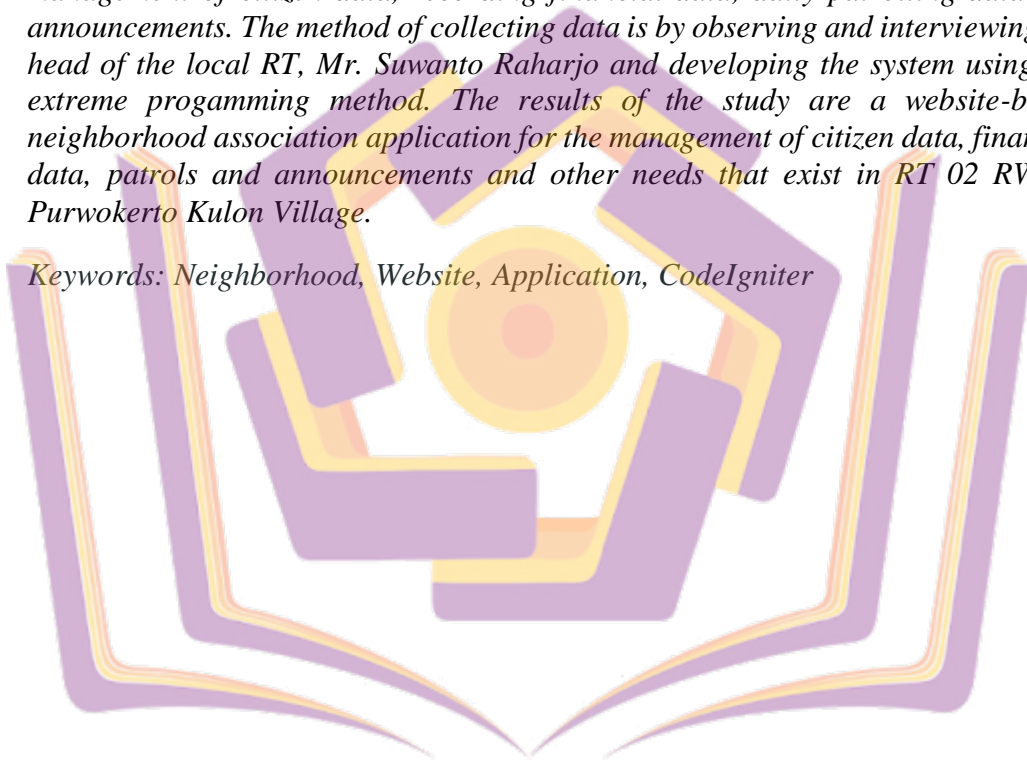 announcements. The method of collecting data is by observing and interviewing
head of the local RT, Mr. Suwanto Raharjo and developing the system using
extreme progamming method. The results of the study are a website-b
neighborhood association application for the management of citizen data, finan
data, patrols and announcements and other needs that exist in RT 02 RW
Purwokerto Kulon Village.
Keywords: Neighborhood, Website, Application, CodeIgniter